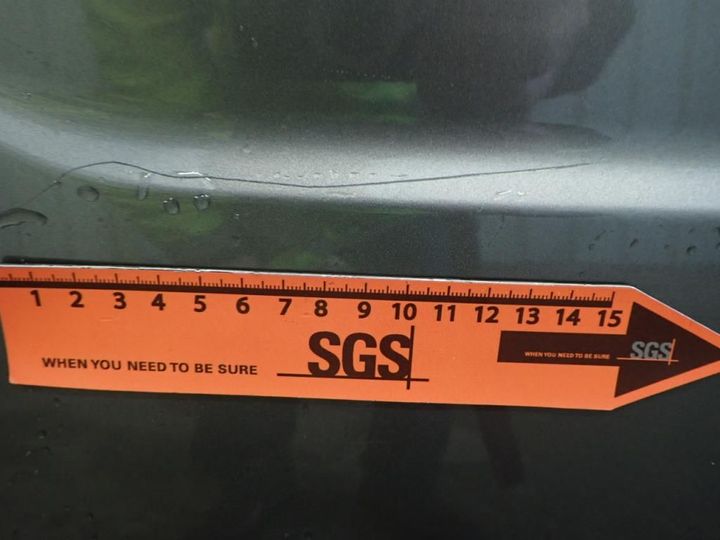 1 2 3 4 5 6 7 8 9 10 11 12 13 14 15
WHEN YOU NEED TO BE SURE
SGS
WHEN YOU NEED TO BE SURE
SGS